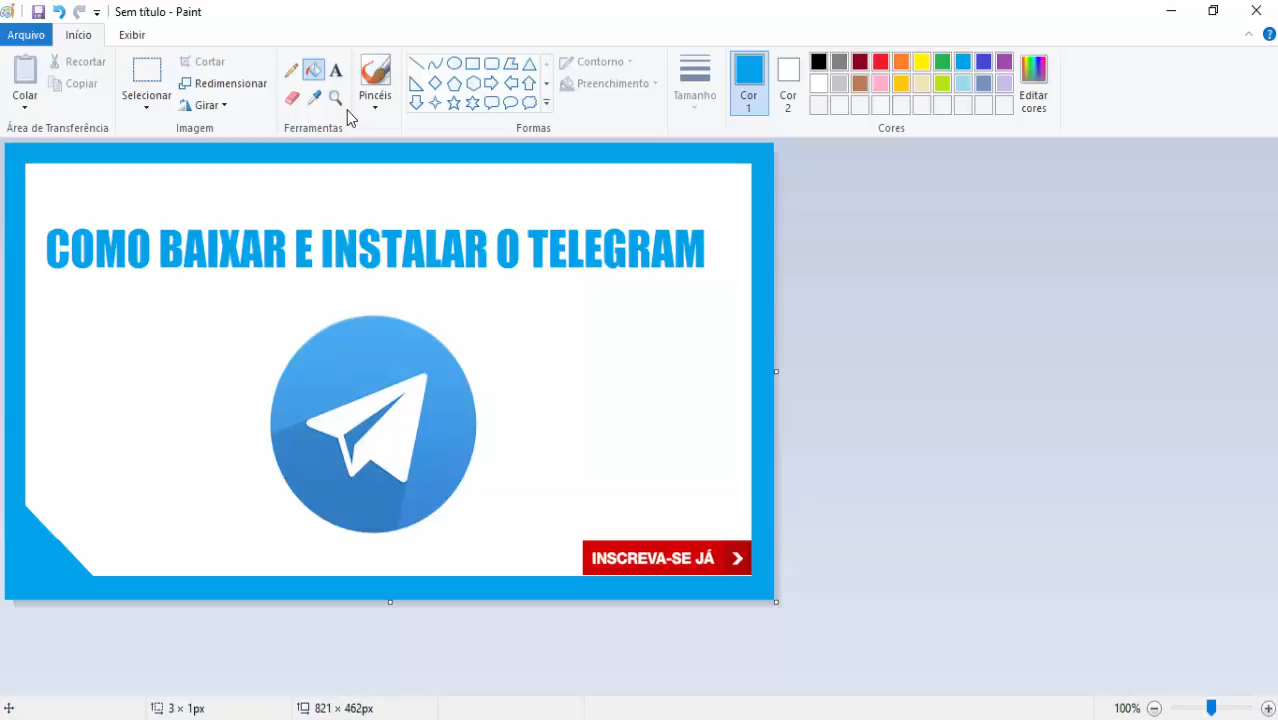 Sem título - Paint
Arquivo
Início
Exibir
Colar
Recortar
Copiar
Área de Transferência
Selecionar
Cortar
Redimensionar
Girar
Imagem
A
Ferramentas
Pincéis
Contorno
Preenchimento
Formas
Tamanho
Cor
1
Cor
2
Editar
cores
Cores
COMO BAIXAR E INSTALAR O TELEGRAM
INSCREVA-SE JÁ
3 × 1px
821 × 462px
100%